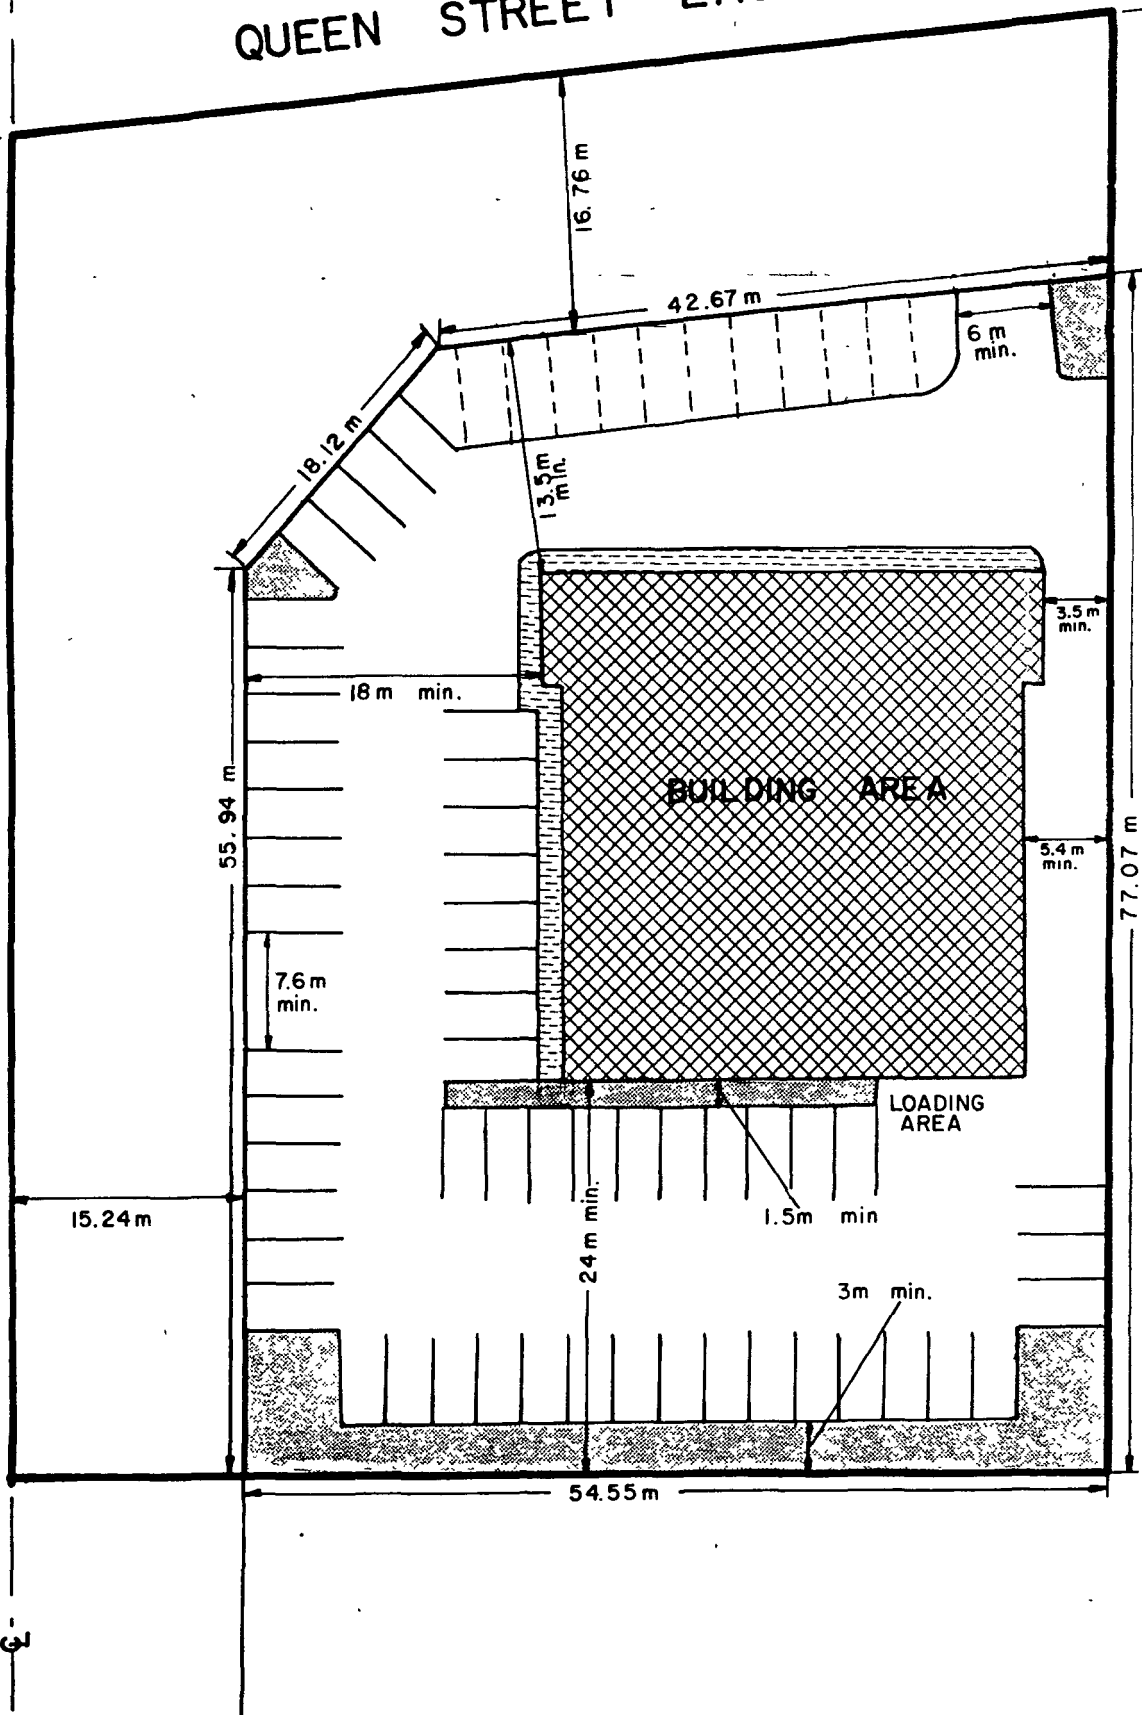 QUEEN STREET
16.76 m
42.67 m
6 m
min.
18.12 m
13.5m
min.
3.5 m
min.
18 m min.
BUILDING AREA
55.94 m
5.4 m
min.
77.07 m
7.6 m
min.
LOADING
AREA
15.24 m
1.5m min
24 m min.
3m min.
54.55 m